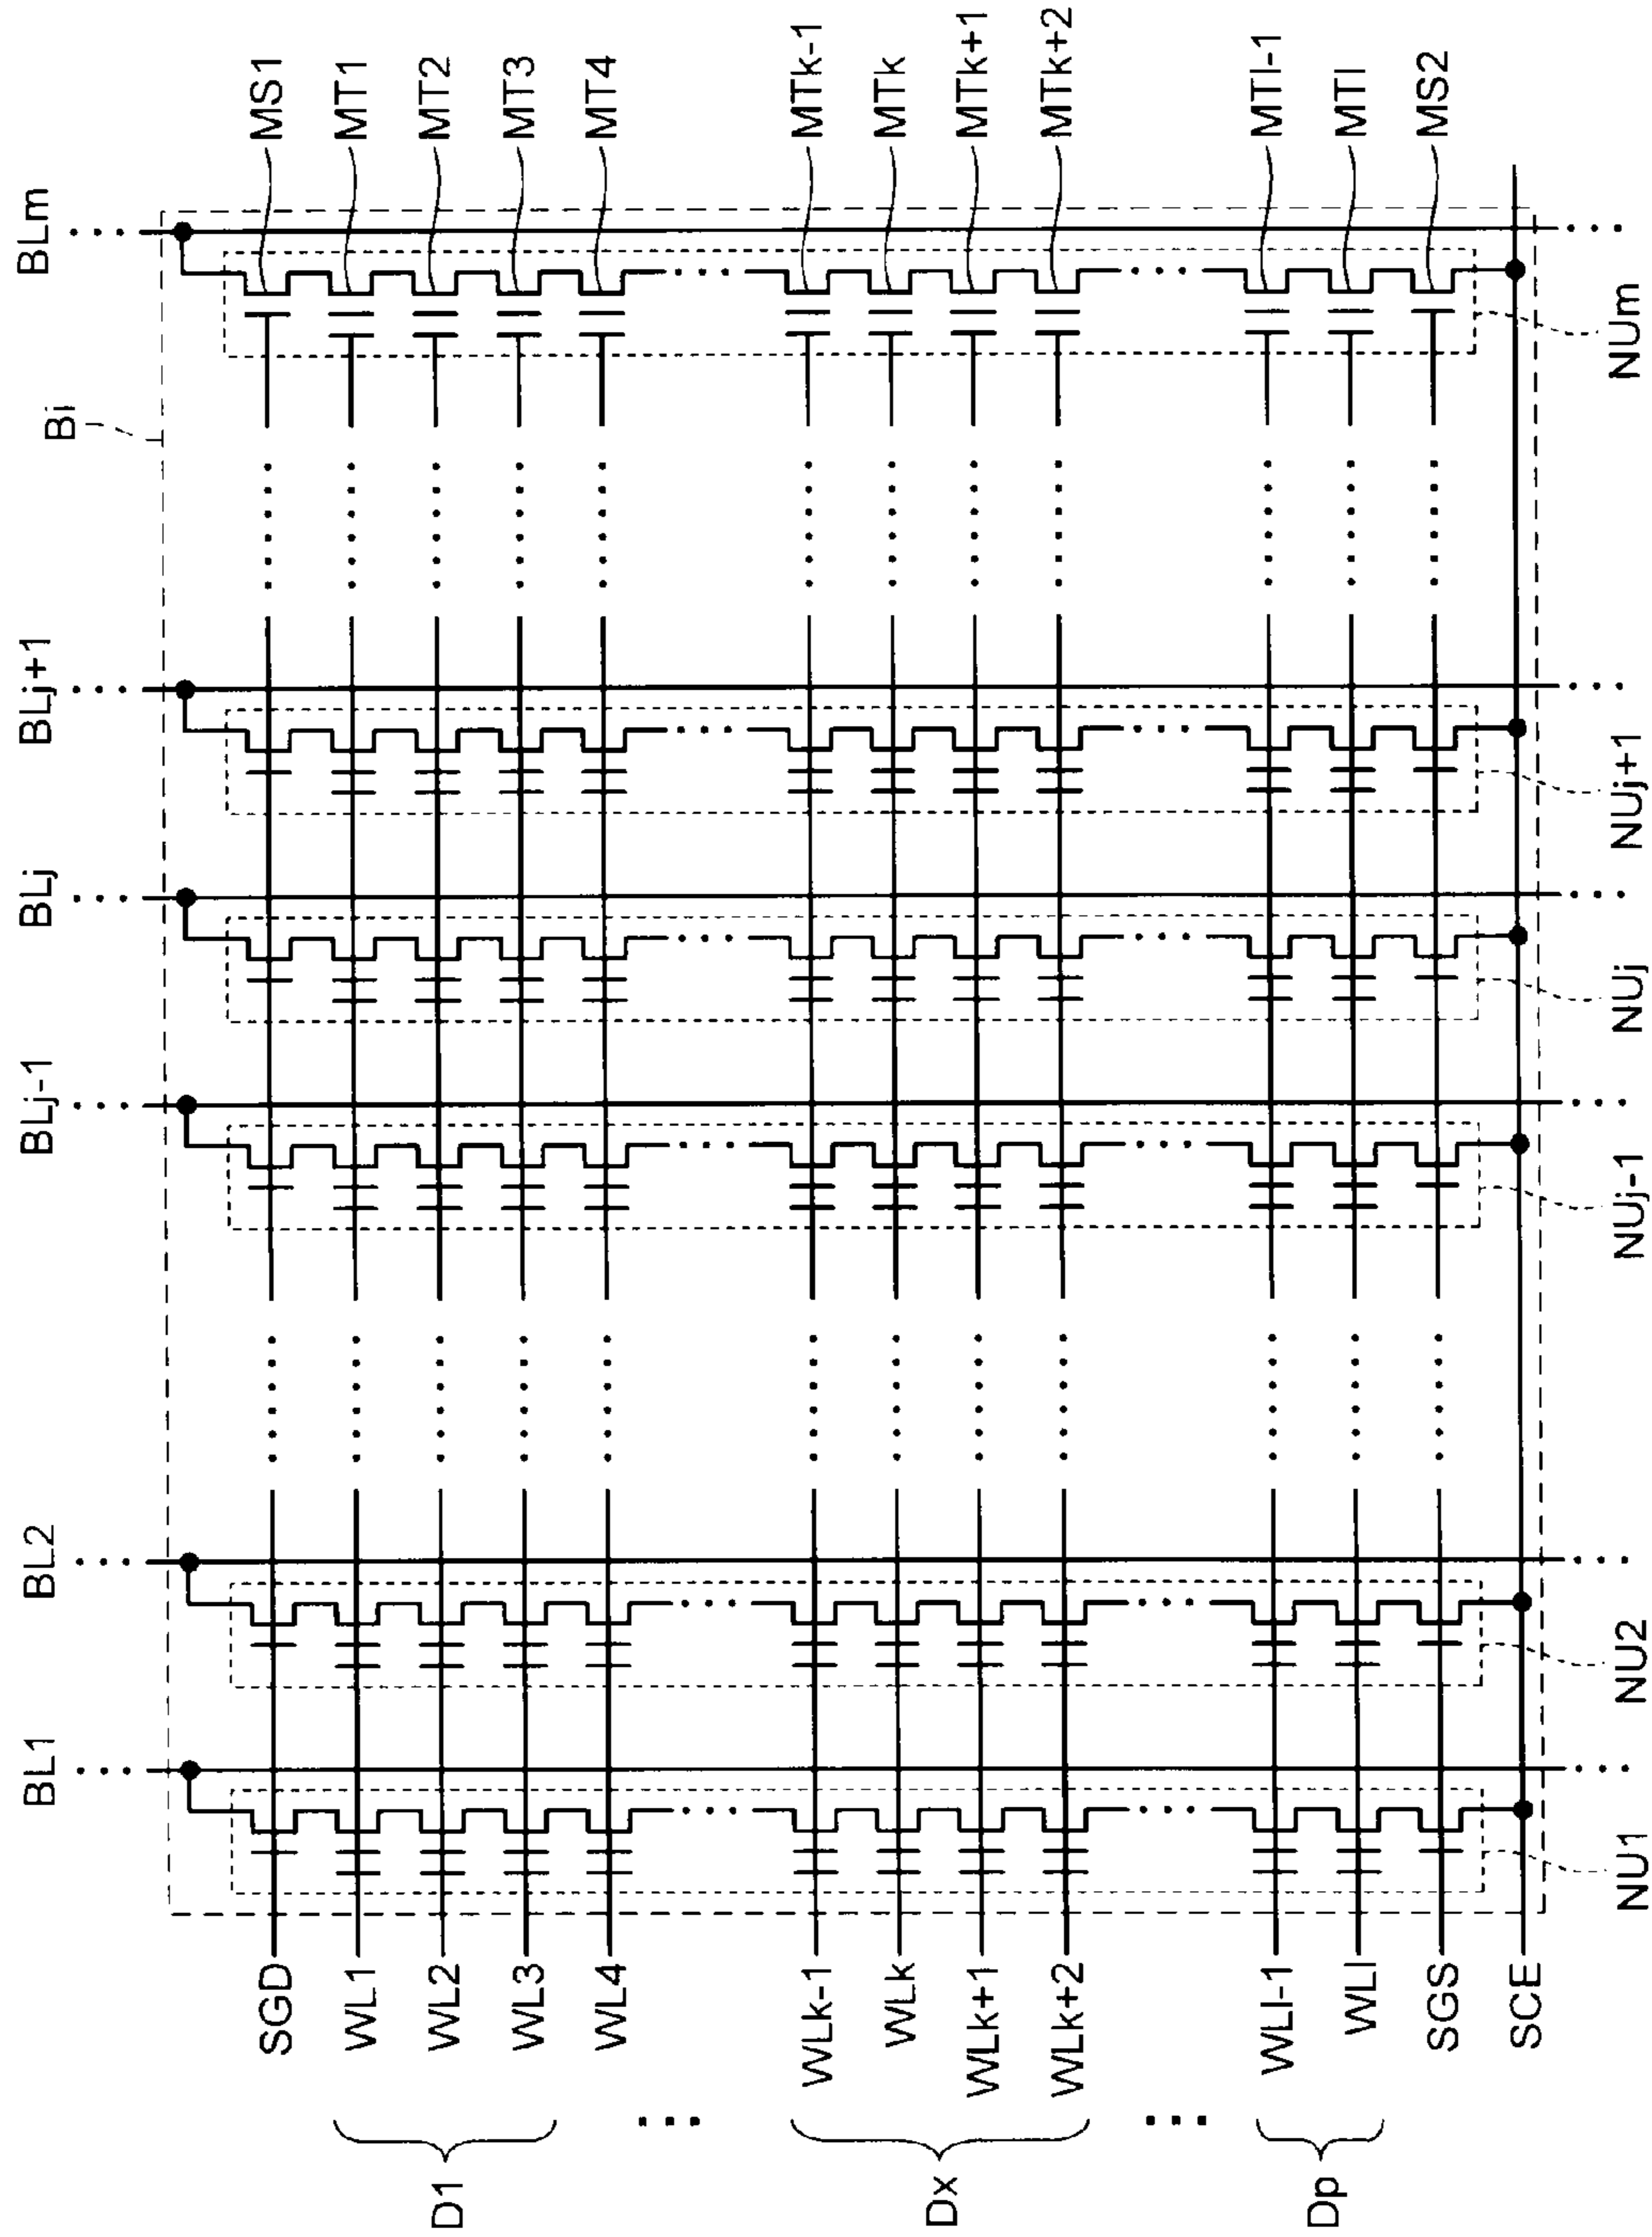 BL1
BL2
BLj-1
BLj
BLj+1
BLm
Bi
SGD
WL1
WL2
WL3
WL4
WLk-1
WLk
WLk+1
WLk+2
WLl-1
WLl
SGS
SCE
D1
Dx
Dp
MS1
MT1
MT2
MT3
MT4
MTk-1
MTk
MTk+1
MTk+2
MTl-1
MTl
MS2
NU1
NU2
NUj-1
NUj
NUj+1
NUm